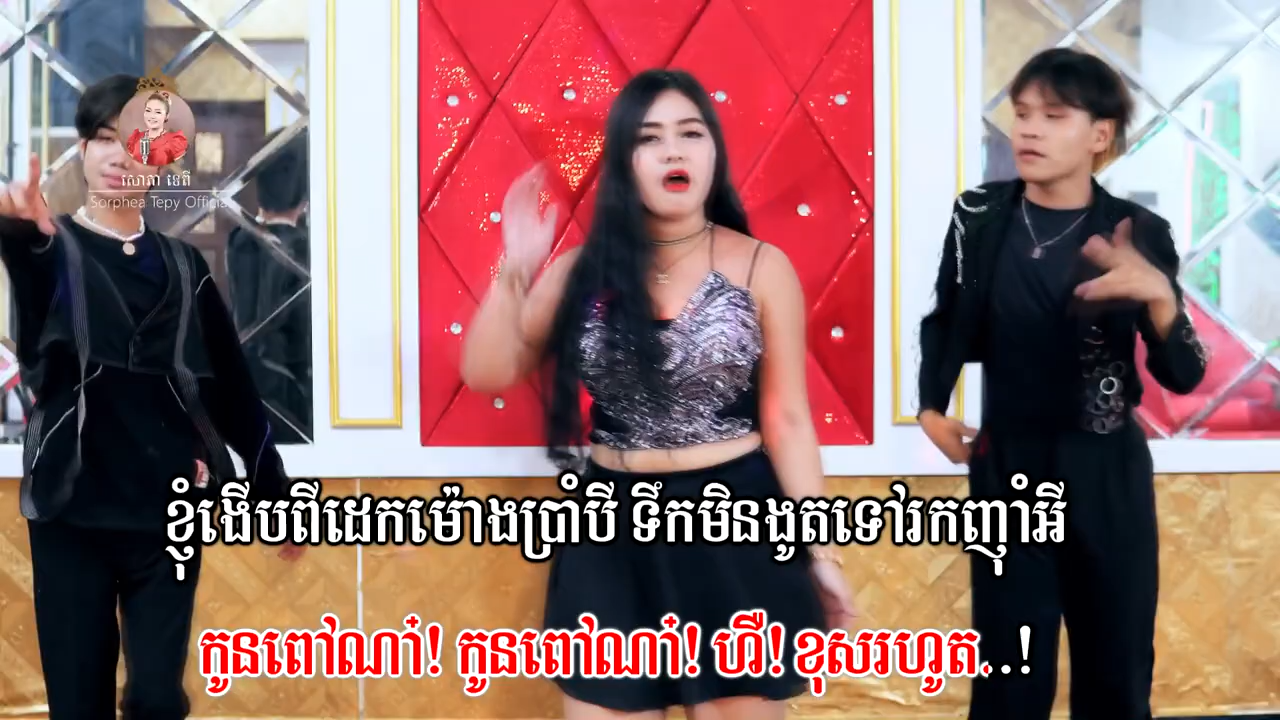 សោភា ទេពី
Sorphea Tepy Official
ខ្ញុំងើបពីដេកម៉ោងប្រាំបី ទឹកមិនងូតទៅរកញ៉ាំអី
កូនពៅណា៎! កូនពៅណា៎! ហឺ! ខុសរហូត...!